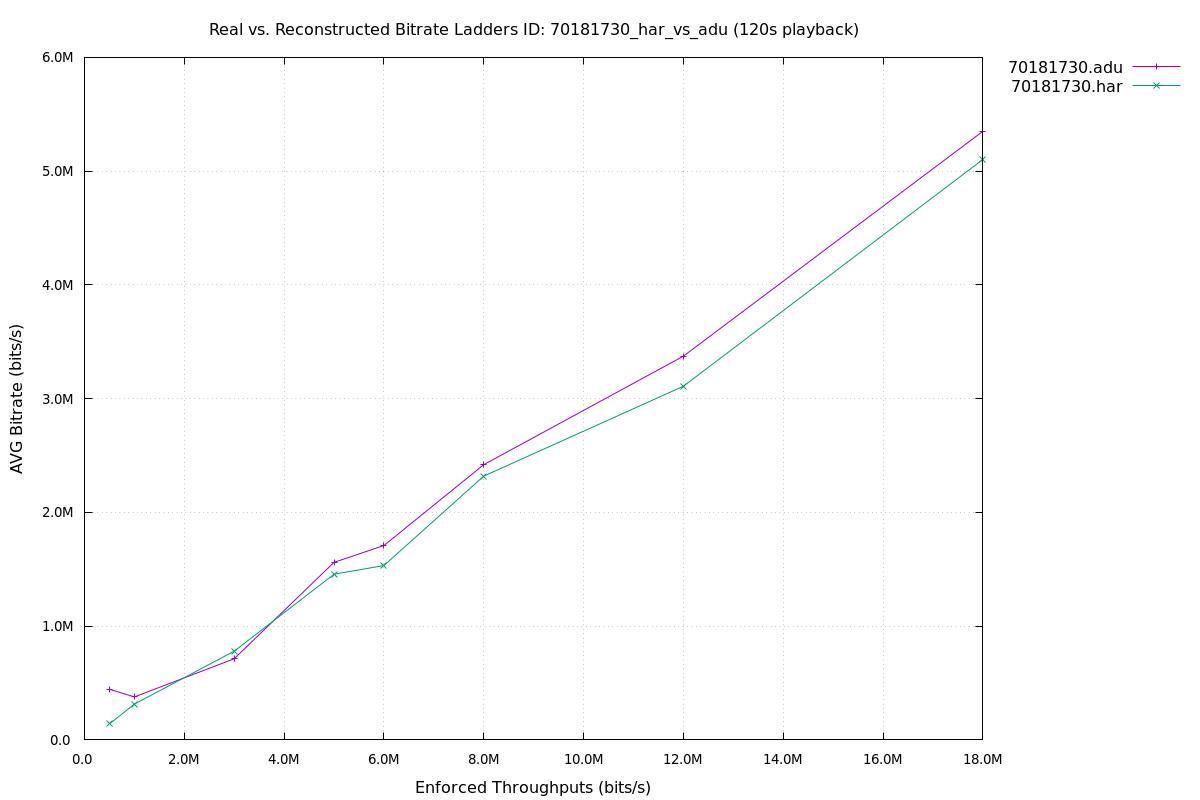 Real vs. Reconstructed Bitrate Ladders ID: 70181730_har_vs_adu (120s playback)
70181730.adu
70181730.har
AVG Bitrate (bits/s)
6.0M
5.0M
4.0M
3.0M
2.0M
1.0M
0.0
0.0 2.0M 4.0M 6.0M 8.0M 10.0M 12.0M 14.0M 16.0M 18.0M
Enforced Throughputs (bits/s)